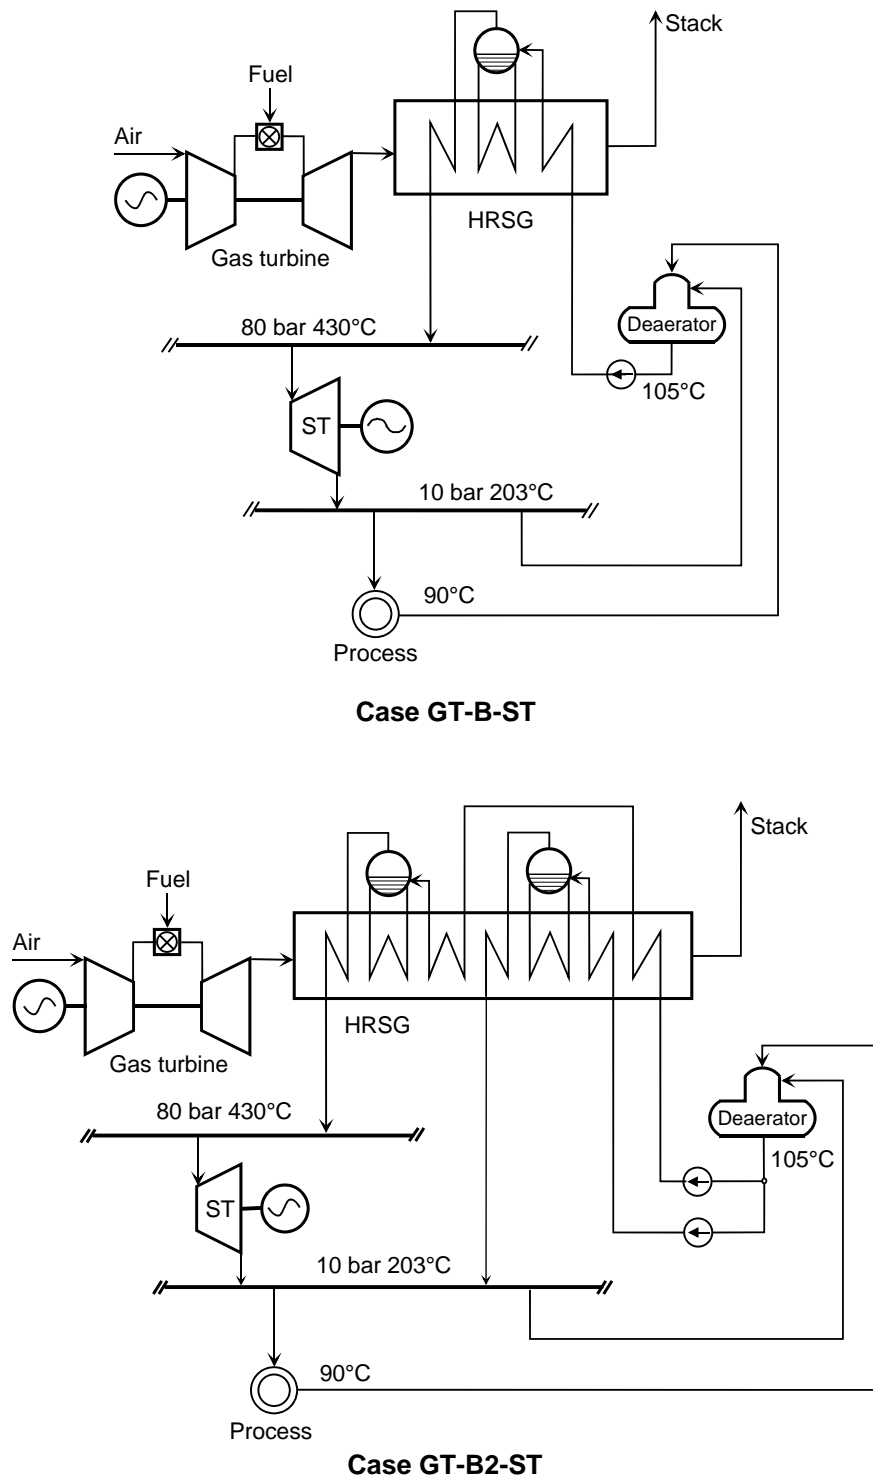 Stack
Fuel
Air
HRSG
Gas turbine
80 bar 430°C
Deaerator
105°C
ST
10 bar 203°C
90°C
Process
Case GT-B-ST
Stack
Fuel
Air
HRSG
Gas turbine
80 bar 430°C
Deaerator
105°C
ST
10 bar 203°C
90°C
Process
Case GT-B2-ST